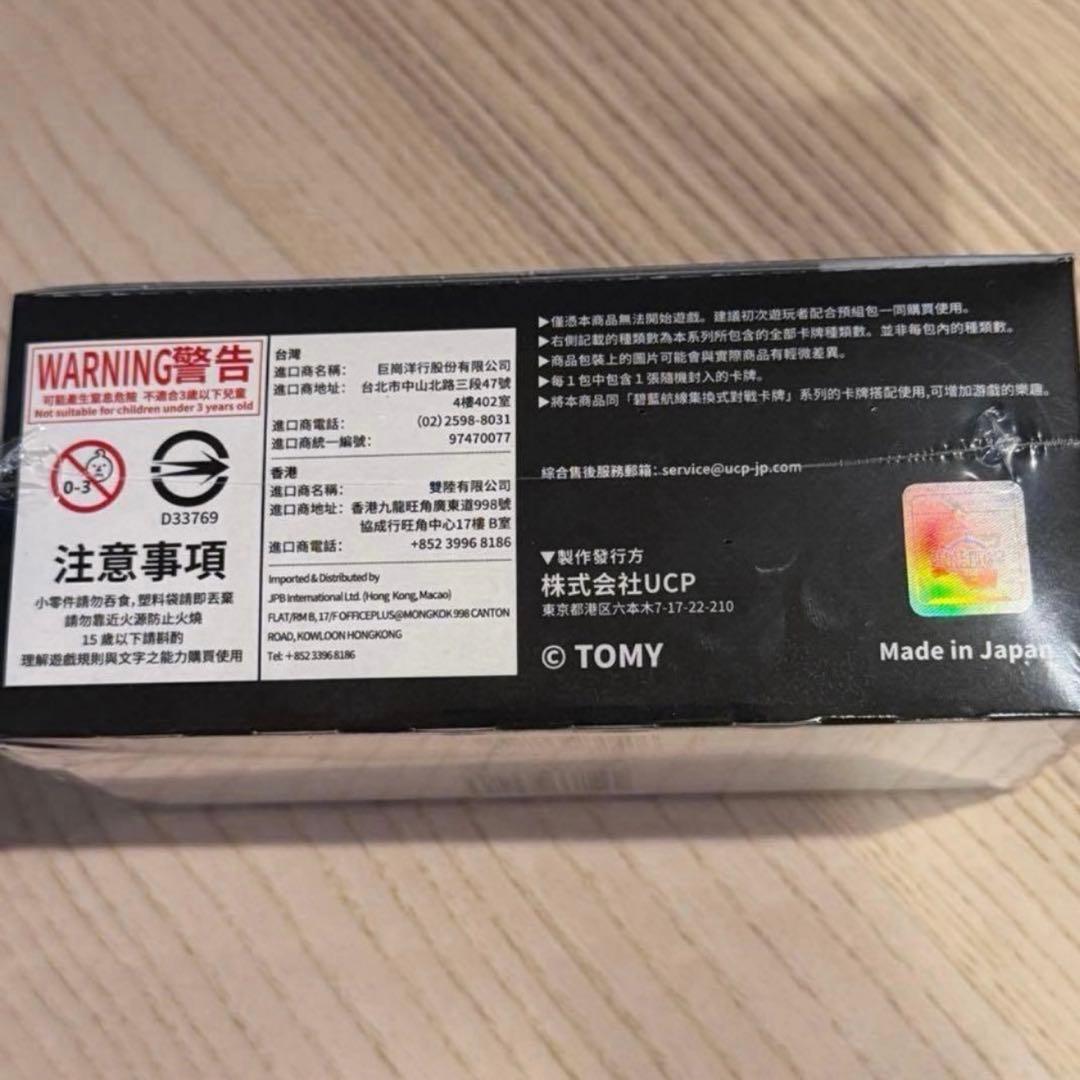 WARNING警告
可能產生窒息危險 不適合3歲以下兒童
Not suitable for children under 3 years old
0-3
D33769
注意事項
小零件請勿吞食,塑料袋請即丟棄
請勿靠近火源防止火燒
15歲以下請斟酌
理解遊戲規則與文字之能力購買使用
台灣
進口商名稱: 巨崗洋行股份有限公司
進口商地址: 台北市中山北路三段47號
4樓402室
進口商電話: (02) 2598-8031
進口商統一編號: 97470077
香港
進口商名稱: 雙陸有限公司
進口商地址: 香港九龍旺角廣東道998號
協成行旺角中心17樓 B室
進口商電話: +852 3996 8186
Imported & Distributed by
JPB International Ltd. (Hong Kong, Macao)
FLAT/RM B, 17/F OFFICEPLUS@MONGKOK 998 CANTON
ROAD, KOWLOON HONGKONG
Tel: +852 3396 8186
▶僅憑本商品無法開始遊戲。建議初次遊玩者配合預組包一同購買使用。
▶右側記載的種類數為本系列所包含的全部卡牌種類數。並非每包內的種類數。
▶商品包裝上的圖片可能會與實際商品有輕微差異。
▶每1包中包含1張隨機封入的卡牌。
▶將本商品同「碧藍航線集換式對戰卡牌」系列的卡牌搭配使用,可增加游戲的樂趣。
綜合售後服務郵箱: service@ucp-jp.com
▼製作發行方
株式会社UCP
東京都港区六本木7-17-22-210
© TOMY
Made in Japan